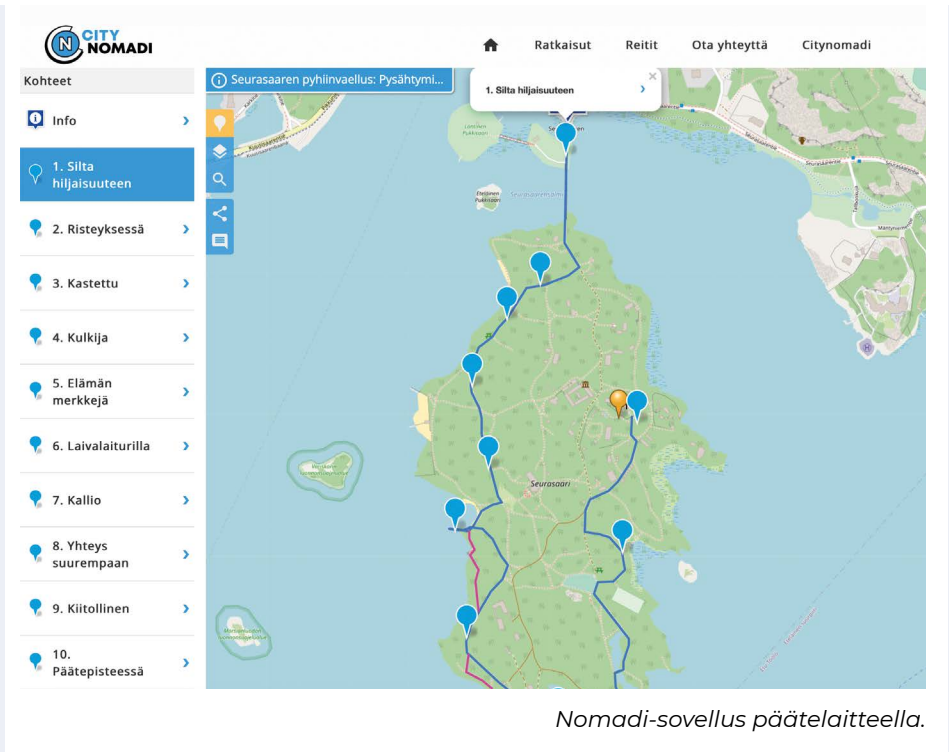 CITY
NOMADI
Ratkaisut
Reitit
Ota yhteyttä
Citynomadi
Kohteet
Info
1. Silta
hiljaisuuteen
2. Risteyksessä
3. Kastettu
4. Kulkija
5. Elämän
merkkejä
6. Laivalaiturilla
7. Kallio
8. Yhteys
suurempaan
9. Kiitollinen
10.
Päätepisteessä
Seurasaaren pyhiinvaellus: Pysähtymi...
1. Silta hiljaisuuteen
Seurasaari
Nomadi-sovellus päätelaitteella.